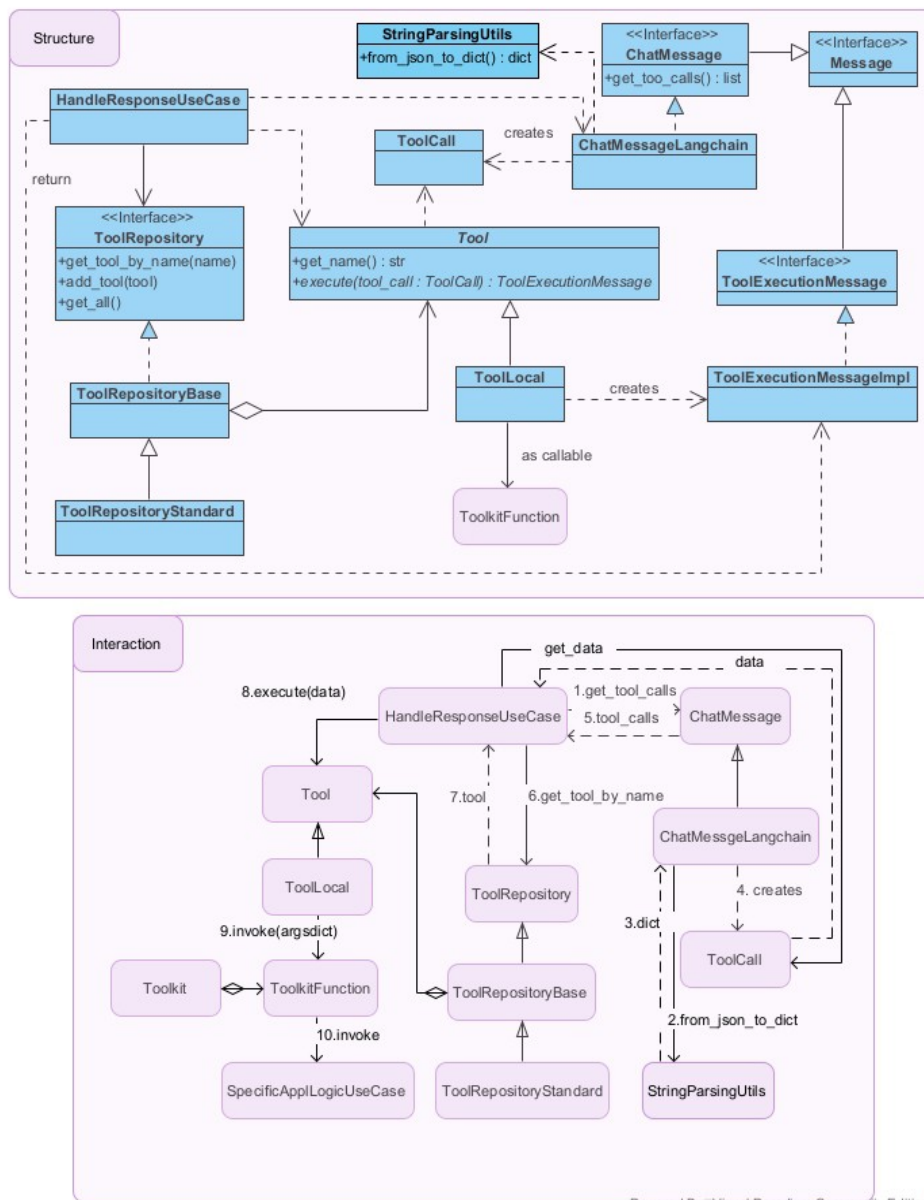 Structure
StringParsingUtils
+from_json_to_dict() : dict
<<Interface>>
ChatMessage
+get_too_calls() : list
<<Interface>>
Message
HandleResponseUseCase
ToolCall
creates
ChatMessageLangchain
return
<<Interface>>
ToolRepository
+get_tool_by_name(name)
+add_tool(tool)
+get_all()
Tool
+get_name() : str
+execute(tool_call : ToolCall) : ToolExecutionMessage
<<Interface>>
ToolExecutionMessage
ToolRepositoryBase
ToolLocal
creates
ToolExecutionMessageImpl
as callable
ToolRepositoryStandard
ToolkitFunction
Interaction
get_data
data
8.execute(data)
HandleResponseUseCase
1.get_tool_calls
5.tool_calls
ChatMessage
Tool
7.tool
6.get_tool_by_name
ChatMessgeLangchain
ToolLocal
ToolRepository
4. creates
3.dict
9.invoke(argsdict)
ToolCall
Toolkit
ToolkitFunction
ToolRepositoryBase
2.from_json_to_dict
10.invoke
SpecificApplLogicUseCase
ToolRepositoryStandard
StringParsingUtils